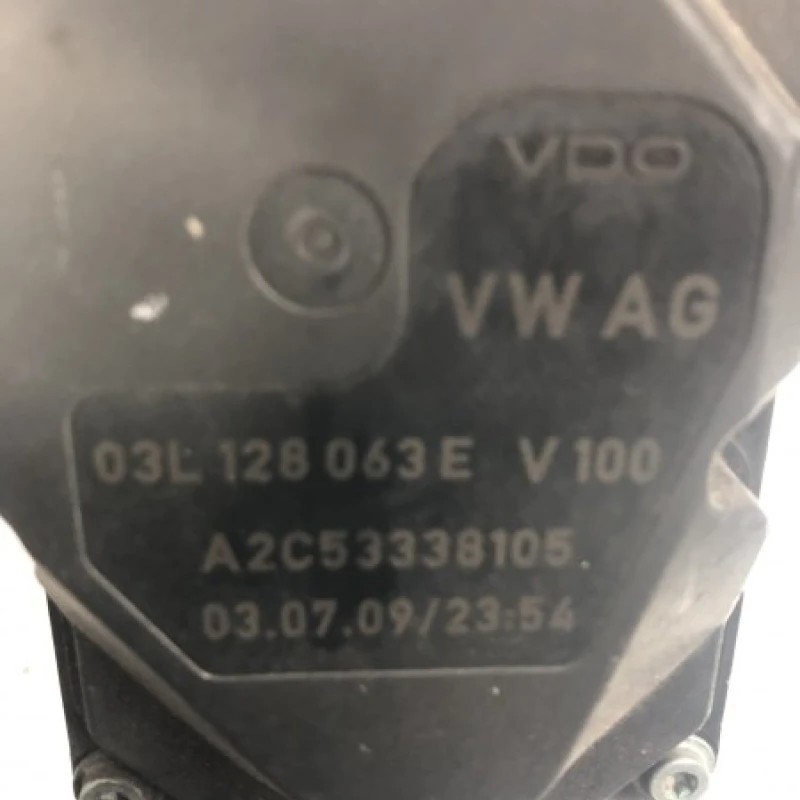 VDO
VW AG
03L 128 063 E V 100
A2C53338105
03.07.09/23:54